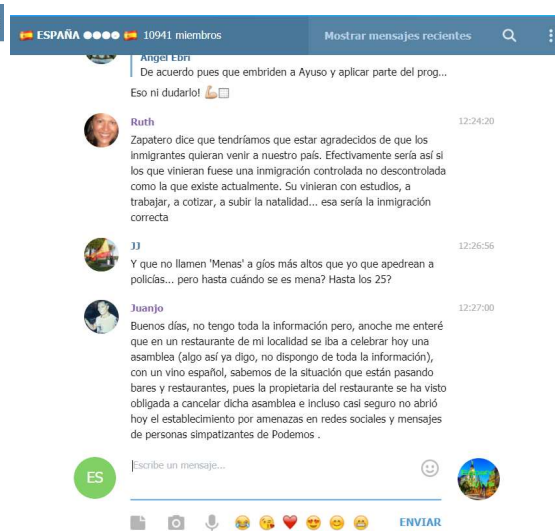 ESPAÑA 10941 miembros
Mostrar mensajes recientes
Angel Ebri
De acuerdo pues que embriden a Ayuso y aplicar parte del prog...
Eso ni dudarlo!
Ruth 12:24:20
Zapatero dice que tendríamos que estar agradecidos de que los
inmigrantes quieran venir a nuestro país. Efectivamente sería así si
los que vinieran fuese una inmigración controlada no descontrolada
como la que existe actualmente. Su vinieran con estudios, a
trabajar, a cotizar, a subir la natalidad... esa sería la inmigración
correcta
JJ 12:26:56
Y que no llamen 'Menas' a gíos más altos que yo que apedrean a
policías... pero hasta cuándo se es mena? Hasta los 25?
Juanjo 12:27:00
Buenos días, no tengo toda la información pero, anoche me enteré
que en un restaurante de mi localidad se iba a celebrar hoy una
asamblea (algo así ya digo, no dispongo de toda la información),
con un vino español, sabemos de la situación que están pasando
bares y restaurantes, pues la propietaria del restaurante se ha visto
obligada a cancelar dicha asamblea e incluso casi seguro no abrió
hoy el establecimiento por amenazas en redes sociales y mensajes
de personas simpatizantes de Podemos .
ES
Escribe un mensaje...
ENVIAR